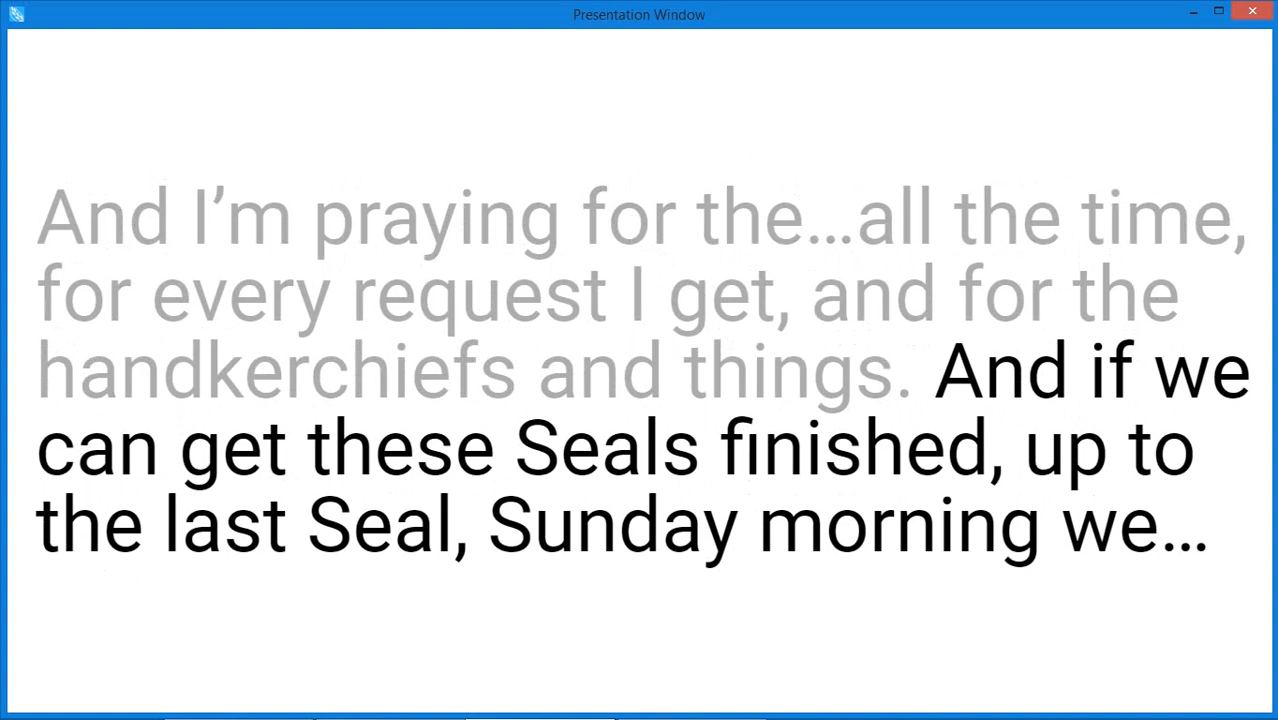 Presentation Window
And I’m praying for the…all the time,
for every request I get, and for the
handkerchiefs and things. And if we
can get these Seals finished, up to
the last Seal, Sunday morning we…